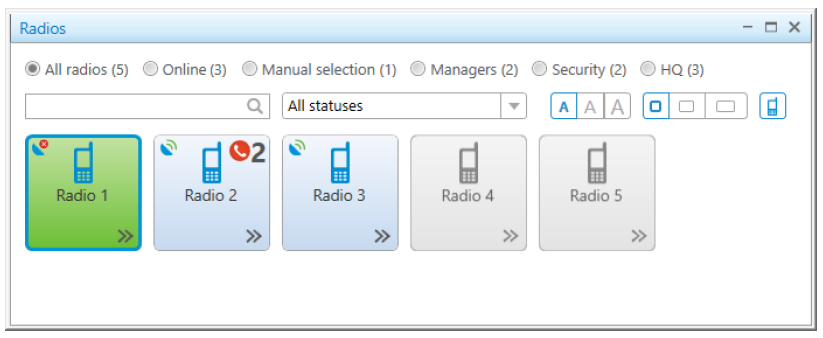 Radios
All radios (5) Online (3) Manual selection (1) Managers (2) Security (2) HQ (3)
All statuses A A A
2
Radio 1 Radio 2 Radio 3 Radio 4 Radio 5